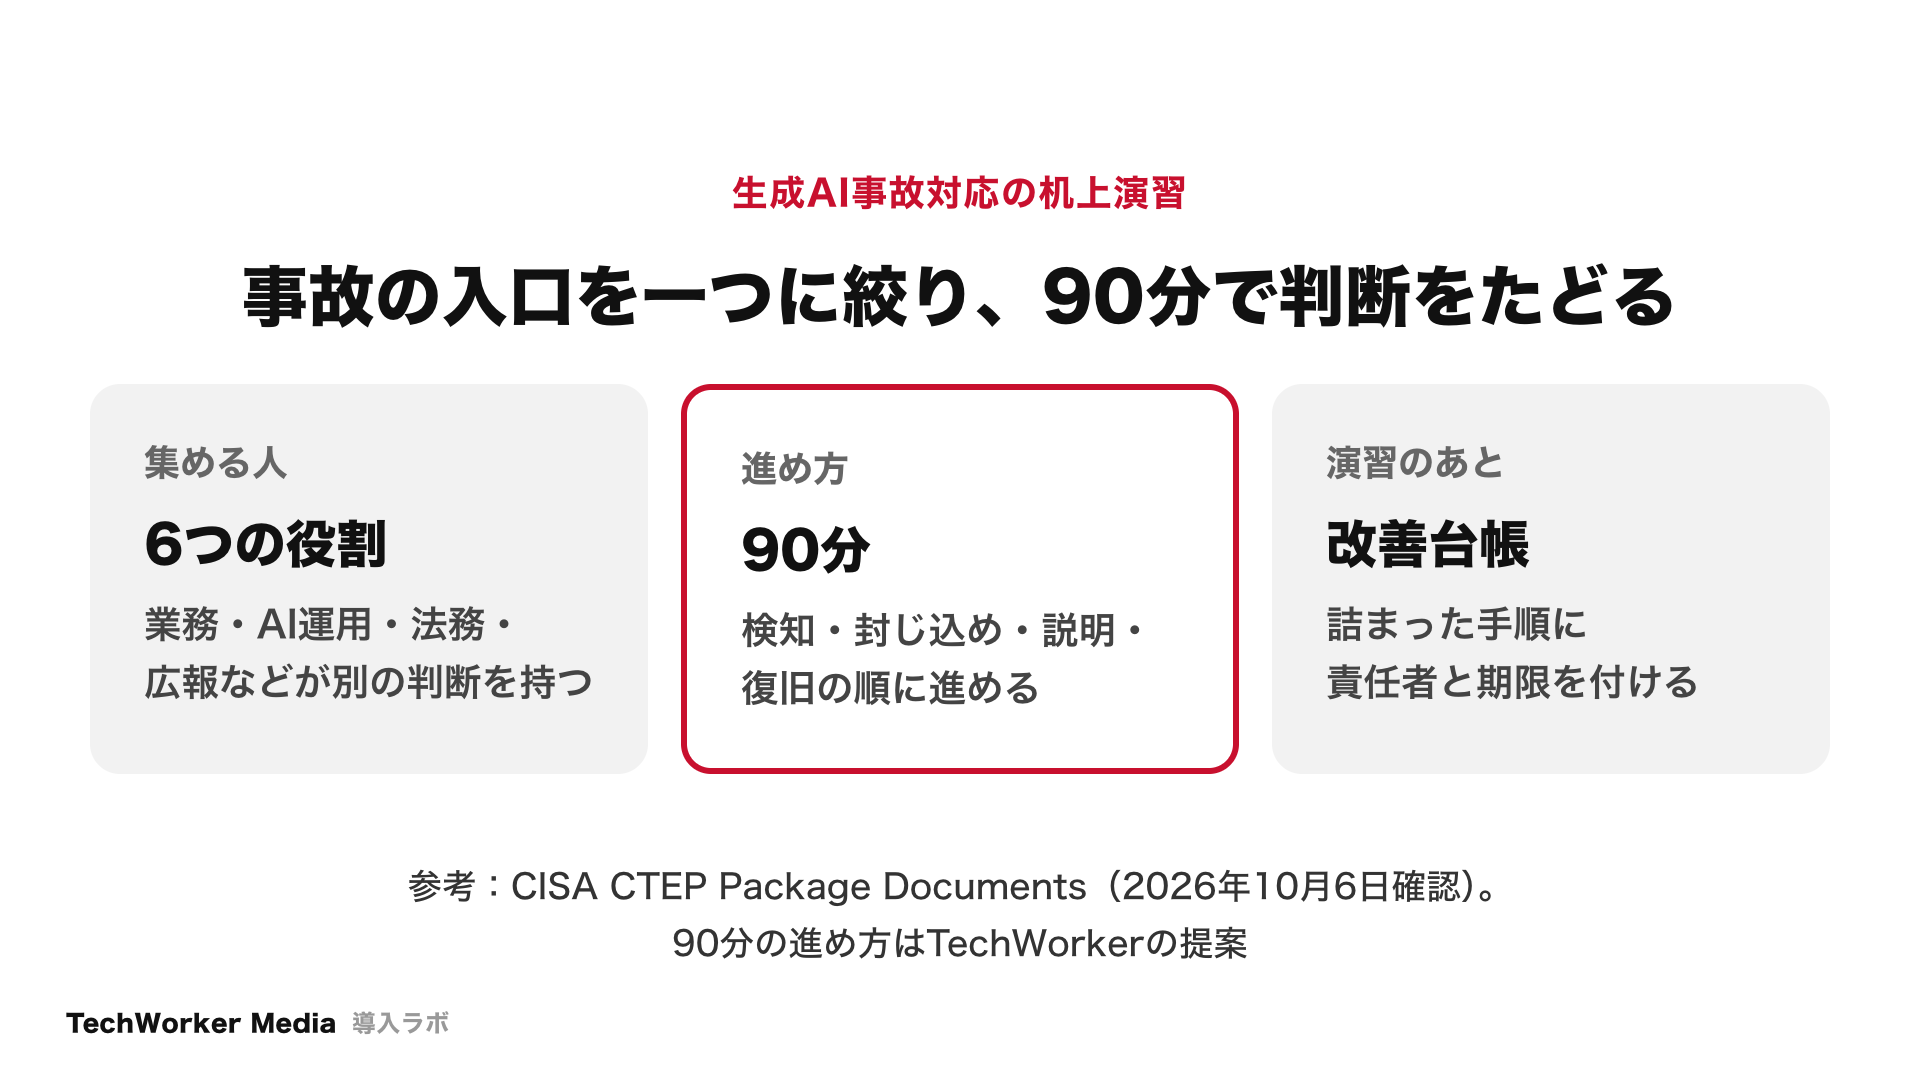 生成AI事故対応の机上演習
事故の入口を一つに絞り、90分で判断をたどる
集める人
6つの役割
業務・AI運用・法務・
広報などが別の判断を持つ
進め方
90分
検知・封じ込め・説明・
復旧の順に進める
演習のあと
改善台帳
詰まった手順に
責任者と期限を付ける
参考：CISA CTEP Package Documents（2026年10月6日確認）。
90分の進め方はTechWorkerの提案
TechWorker Media 導入ラボ